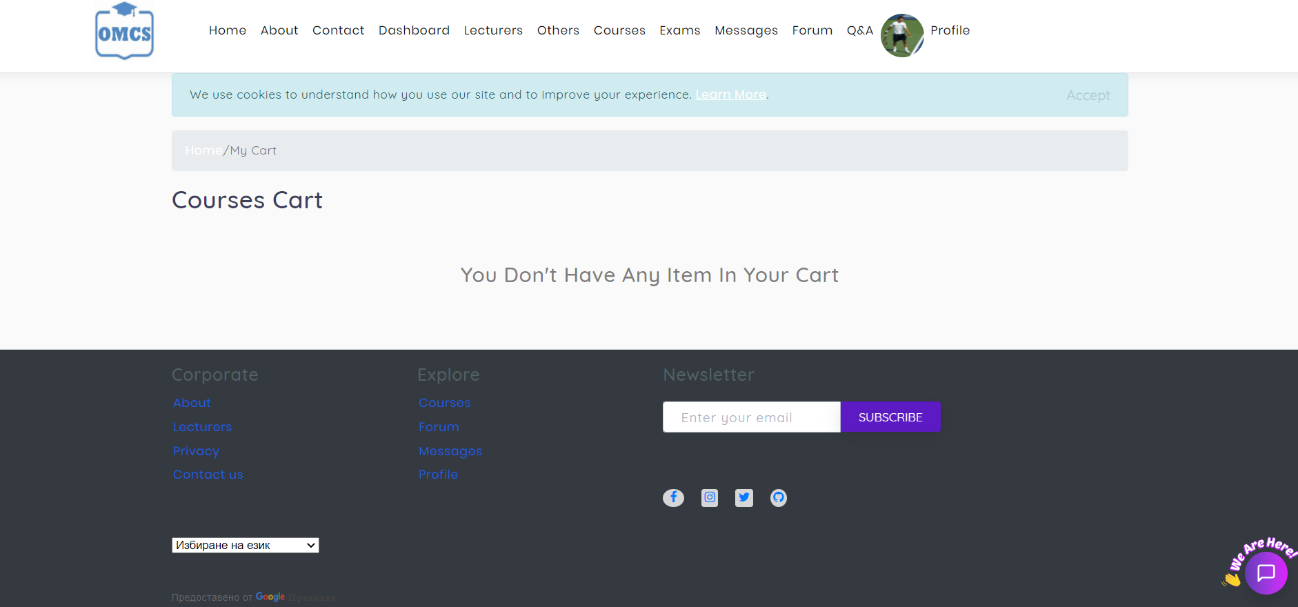 OMCS
Home About Contact Dashboard Lecturers Others Courses Exams Messages Forum Q&A Profile
We use cookies to understand how you use our site and to improve your experience. Learn More.
Accept
Home/My Cart
Courses Cart
You Don't Have Any Item In Your Cart
Corporate
About
Lecturers
Privacy
Contact us
Explore
Courses
Forum
Messages
Profile
Newsletter
Enter your email
SUBSCRIBE
Избиране на език
Предоставено от Google Преводач
We Are Here!